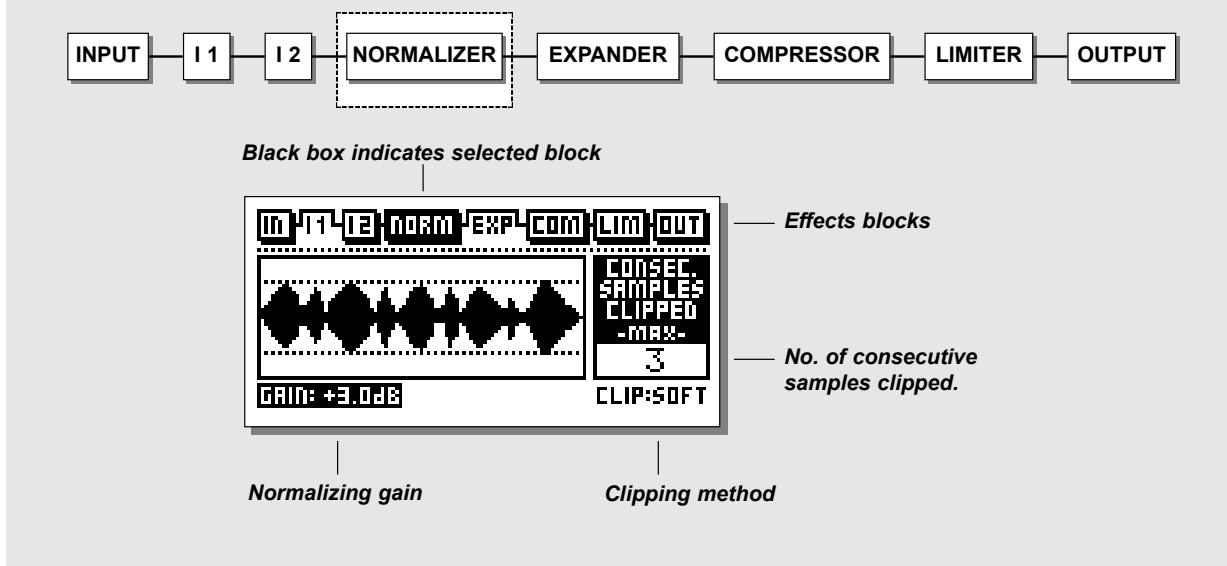 INPUT I 1 I 2 NORMALIZER EXPANDER COMPRESSOR LIMITER OUTPUT
Black box indicates selected block
IN I1 I2 NORM EXP COM LIM OUT
Effects blocks
CONSEC.
SAMPLES
CLIPPED
-MAX-
3
No. of consecutive
samples clipped.
GAIN: +3.0dB
CLIP:SOFT
Normalizing gain
Clipping method